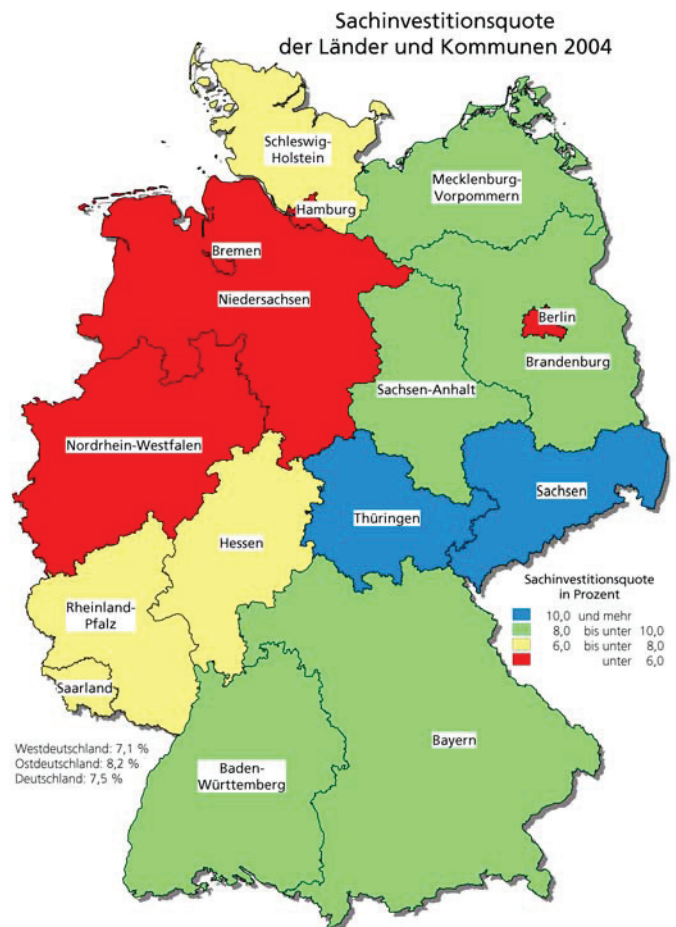 Sachinvestitionsquote
der Länder und Kommunen 2004
Schleswig-
Holstein
Mecklenburg-
Vorpommern
Hamburg
Bremen
Niedersachsen
Berlin
Brandenburg
Sachsen-Anhalt
Nordrhein-Westfalen
Sachsen
Thüringen
Hessen
Rheinland-
Pfalz
Saarland
Bayern
Baden-
Württemberg
Sachinvestitionsquote
in Prozent
10,0 und mehr
8,0 bis unter 10,0
6,0 bis unter 8,0
unter 6,0
Westdeutschland: 7,1 %
Ostdeutschland: 8,2 %
Deutschland: 7,5 %